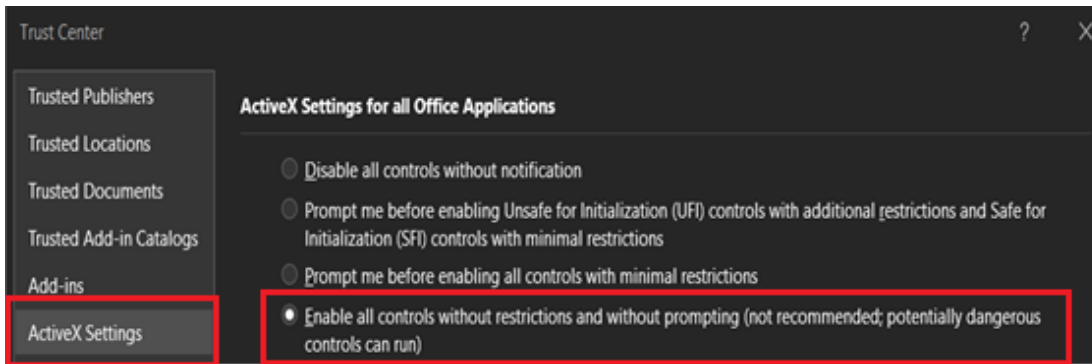 Trust Center
?
X
Trusted Publishers
Trusted Locations
Trusted Documents
Trusted Add-in Catalogs
Add-ins
ActiveX Settings
ActiveX Settings for all Office Applications
Disable all controls without notification
Prompt me before enabling Unsafe for Initialization (UFI) controls with additional restrictions and Safe for
Initialization (SFI) controls with minimal restrictions
Prompt me before enabling all controls with minimal restrictions
Enable all controls without restrictions and without prompting (not recommended; potentially dangerous
controls can run)